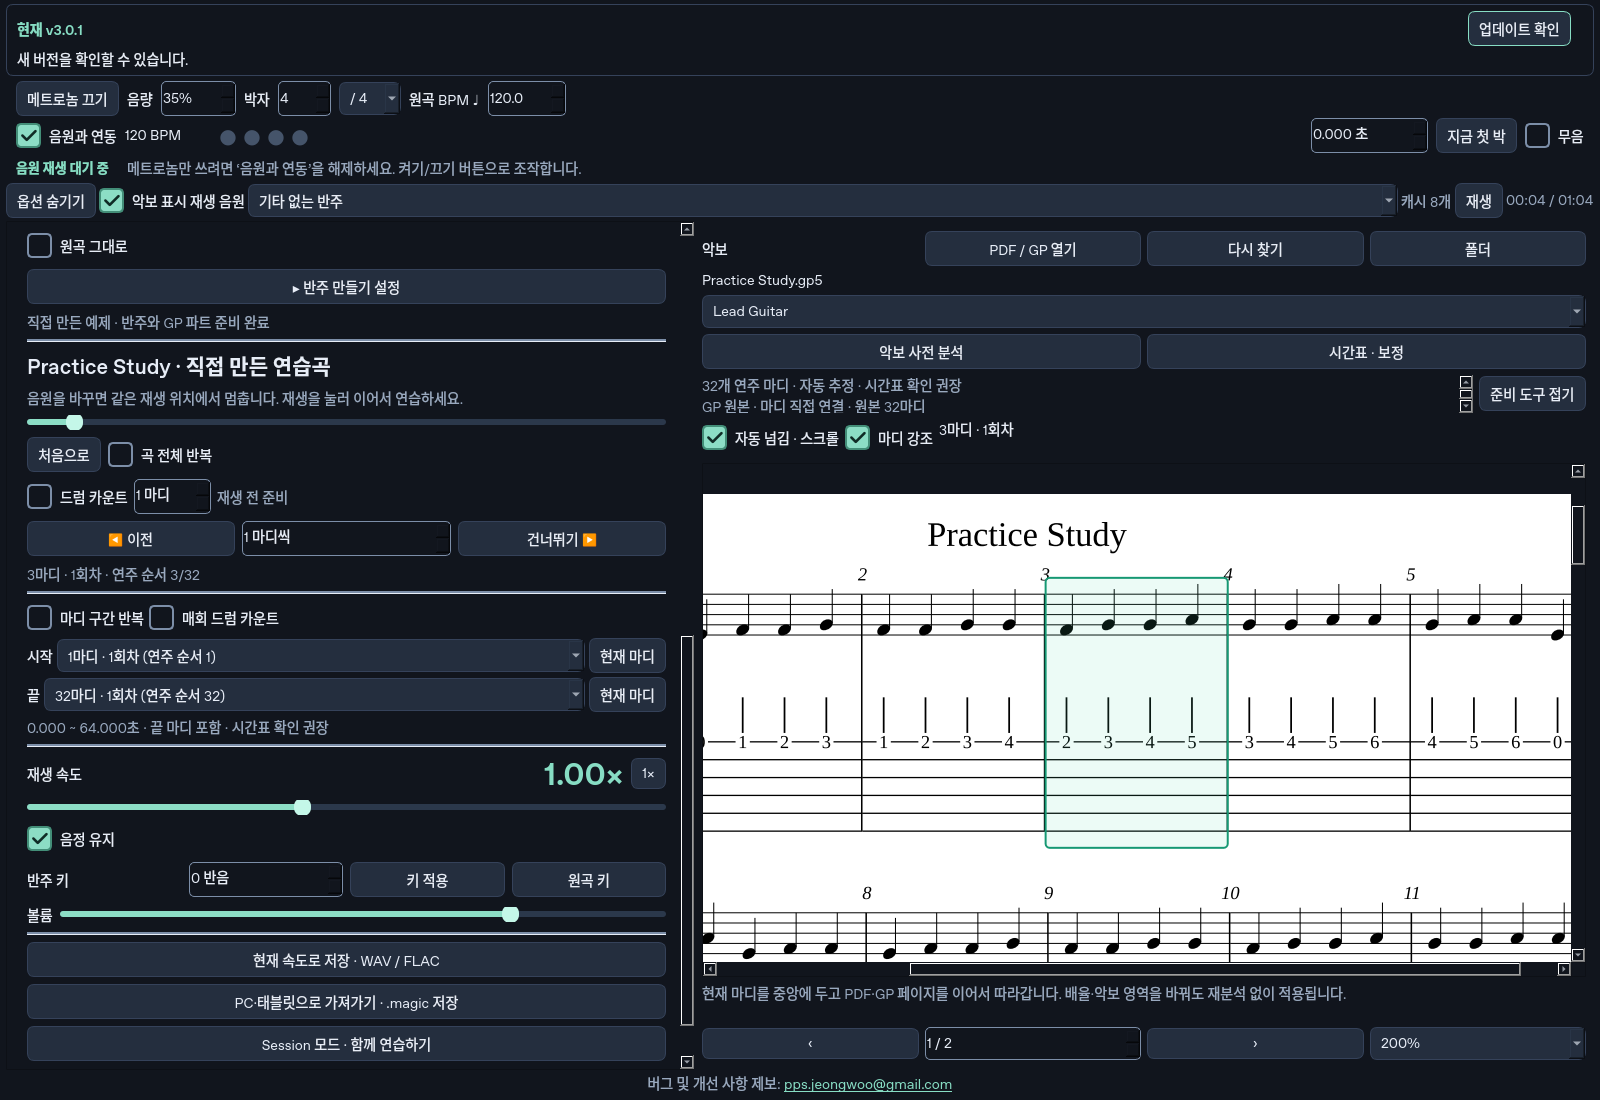 현재 v3.0.1
업데이트 확인
새 버전을 확인할 수 있습니다.
메트로놈 끄기 음량 35% 박자 4 / 4 원곡 BPM ♩ 120.0
음원과 연동 120 BPM 0.000 초 지금 첫 박 무음
음원 재생 대기 중 메트로놈만 쓰려면 ‘음원과 연동’을 해제하세요. 켜기/끄기 버튼으로 조작합니다.
옵션 숨기기 악보 표시 재생 음원 기타 없는 반주 캐시 8개 재생 00:04 / 01:04
원곡 그대로
▸ 반주 만들기 설정
직접 만든 예제 · 반주와 GP 파트 준비 완료
Practice Study · 직접 만든 연습곡
음원을 바꾸면 같은 재생 위치에서 멈춥니다. 재생을 눌러 이어서 연습하세요.
처음으로 곡 전체 반복
드럼 카운트 1 마디 재생 전 준비
◀ 이전 1 마디씩 건너뛰기 ▶
3마디 · 1회차 · 연주 순서 3/32
마디 구간 반복 매회 드럼 카운트
시작 1마디 · 1회차 (연주 순서 1) 현재 마디
끝 32마디 · 1회차 (연주 순서 32) 현재 마디
0.000 ~ 64.000초 · 끝 마디 포함 · 시간표 확인 권장
재생 속도 1.00× 1×
음정 유지
반주 키 0 반음 키 적용 원곡 키
볼륨
현재 속도로 저장 · WAV / FLAC
PC·태블릿으로 가져가기 · .magic 저장
Session 모드 · 함께 연습하기
악보 PDF / GP 열기 다시 찾기 폴더
Practice Study.gp5
Lead Guitar
악보 사전 분석 시간표 · 보정
32개 연주 마디 · 자동 추정 · 시간표 확인 권장
GP 원본 · 마디 직접 연결 · 원본 32마디
준비 도구 접기
자동 넘김 · 스크롤 마디 강조 3마디 · 1회차
Practice Study
2 3 4 5
1 2 3 1 2 3 4 2 3 4 5 3 4 5 6 4 5 6 0
8 9 10 11
현재 마디를 중앙에 두고 PDF·GP 페이지를 이어서 따라갑니다. 배율·악보 영역을 바꿔도 재분석 없이 적용됩니다.
‹ 1 / 2 › 200%
버그 및 개선 사항 제보: pps.jeongwoo@gmail.com